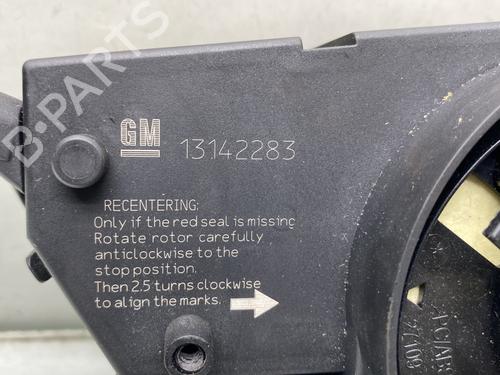 B-PARTS
GM
13142283
RECENTERING:
Only if the red seal is missing
Rotate rotor carefully
anticlockwise to the
stop position.
Then 2.5 turns clockwise
to align the marks.